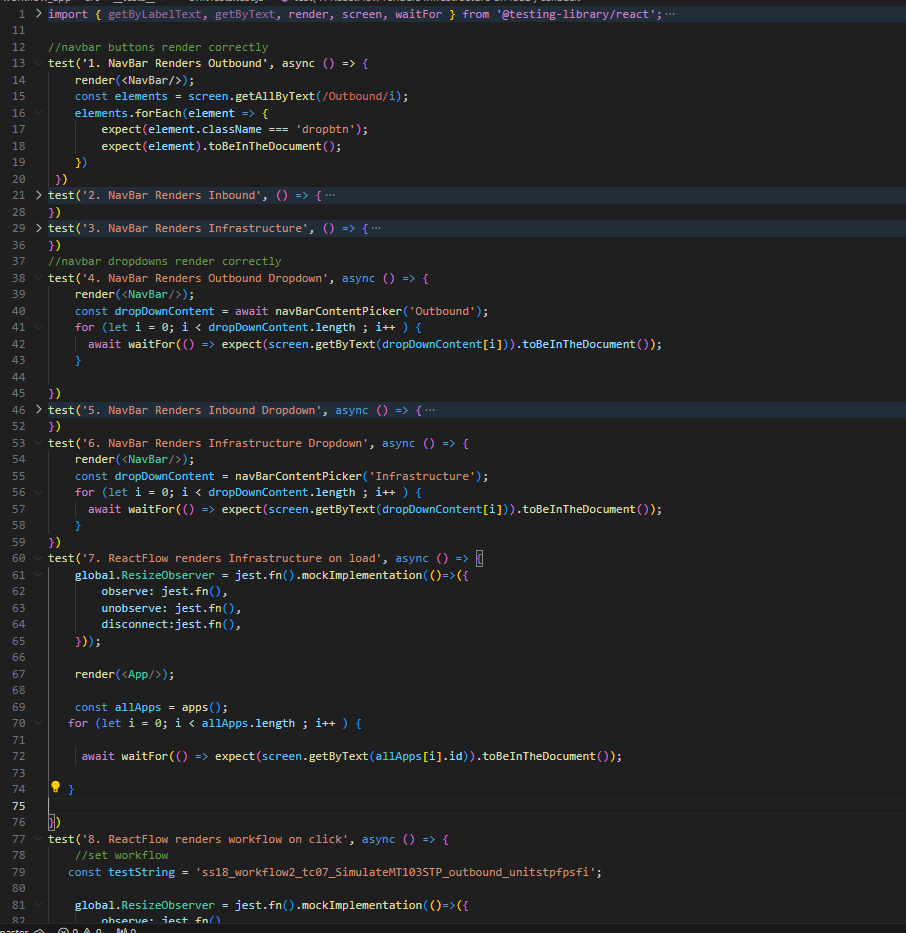 1 > import { getByLabelText, getByText, render, screen, waitFor } from '@testing-library/react'; ⋯
11
12 //navbar buttons render correctly
13 test('1. NavBar Renders Outbound', async () => {
14 render(<NavBar/>);
15 const elements = screen.getAllByText(/Outbound/i);
16 elements.forEach(element => {
17 expect(element.className === 'dropbtn');
18 expect(element).toBeInTheDocument();
19 })
20 })
21 > test('2. NavBar Renders Inbound', () => { ⋯
28 })
29 > test('3. NavBar Renders Infrastructure', () => { ⋯
36 })
37 //navbar dropdowns render correctly
38 test('4. NavBar Renders Outbound Dropdown', async () => {
39 render(<NavBar/>);
40 const dropDownContent = await navBarContentPicker('Outbound');
41 for (let i = 0; i < dropDownContent.length ; i++ ) {
42 await waitFor(() => expect(screen.getByText(dropDownContent[i])).toBeInTheDocument());
43 }
44
45 })
46 > test('5. NavBar Renders Inbound Dropdown', async () => { ⋯
52 })
53 test('6. NavBar Renders Infrastructure Dropdown', async () => {
54 render(<NavBar/>);
55 const dropDownContent = navBarContentPicker('Infrastructure');
56 for (let i = 0; i < dropDownContent.length ; i++ ) {
57 await waitFor(() => expect(screen.getByText(dropDownContent[i])).toBeInTheDocument());
58 }
59 })
60 test('7. ReactFlow renders Infrastructure on load', async () => {
61 global.ResizeObserver = jest.fn().mockImplementation(()=>({
62 observe: jest.fn(),
63 unobserve: jest.fn(),
64 disconnect:jest.fn(),
65 }));
66
67 render(<App/>);
68
69 const allApps = apps();
70 for (let i = 0; i < allApps.length ; i++ ) {
71
72 await waitFor(() => expect(screen.getByText(allApps[i].id)).toBeInTheDocument());
73
74 }
75
76 })
77 test('8. ReactFlow renders workflow on click', async () => {
78 //set workflow
79 const testString = 'ss18_workflow2_tc07_SimulateMT103STP_outbound_unitstpfpsfi';
80
81 global.ResizeObserver = jest.fn().mockImplementation(()=>({
82 observe: jest.fn()